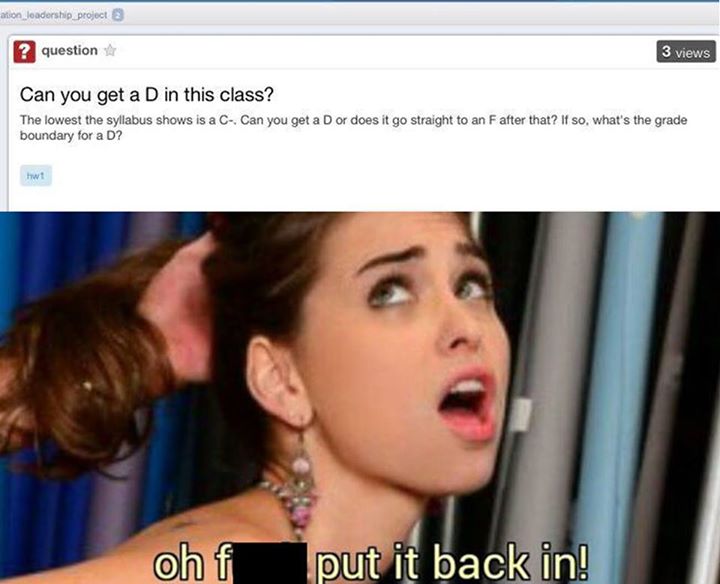 ation_leadership_project 2
? question
3 views
Can you get a D in this class?
The lowest the syllabus shows is a C-. Can you get a D or does it go straight to an F after that? If so, what's the grade
boundary for a D?
hw1
oh f put it back in!